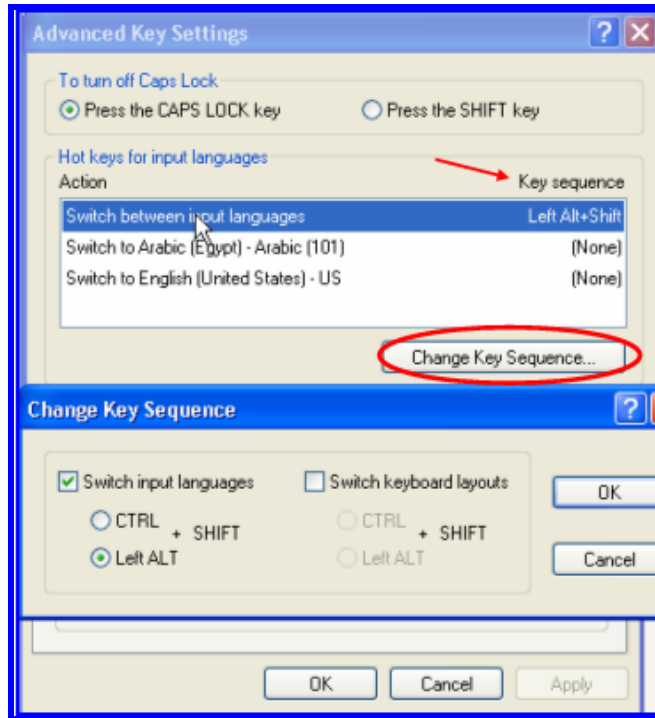 Advanced Key Settings
To turn off Caps Lock
Press the CAPS LOCK key Press the SHIFT key
Hot keys for input languages
Action Key sequence
Switch between input languages Left Alt+Shift
Switch to Arabic (Egypt) - Arabic (101) (None)
Switch to English (United States) - US (None)
Change Key Sequence...
Change Key Sequence
Switch input languages Switch keyboard layouts
CTRL CTRL
+ SHIFT + SHIFT
Left ALT Left ALT
OK
Cancel
OK Cancel Apply